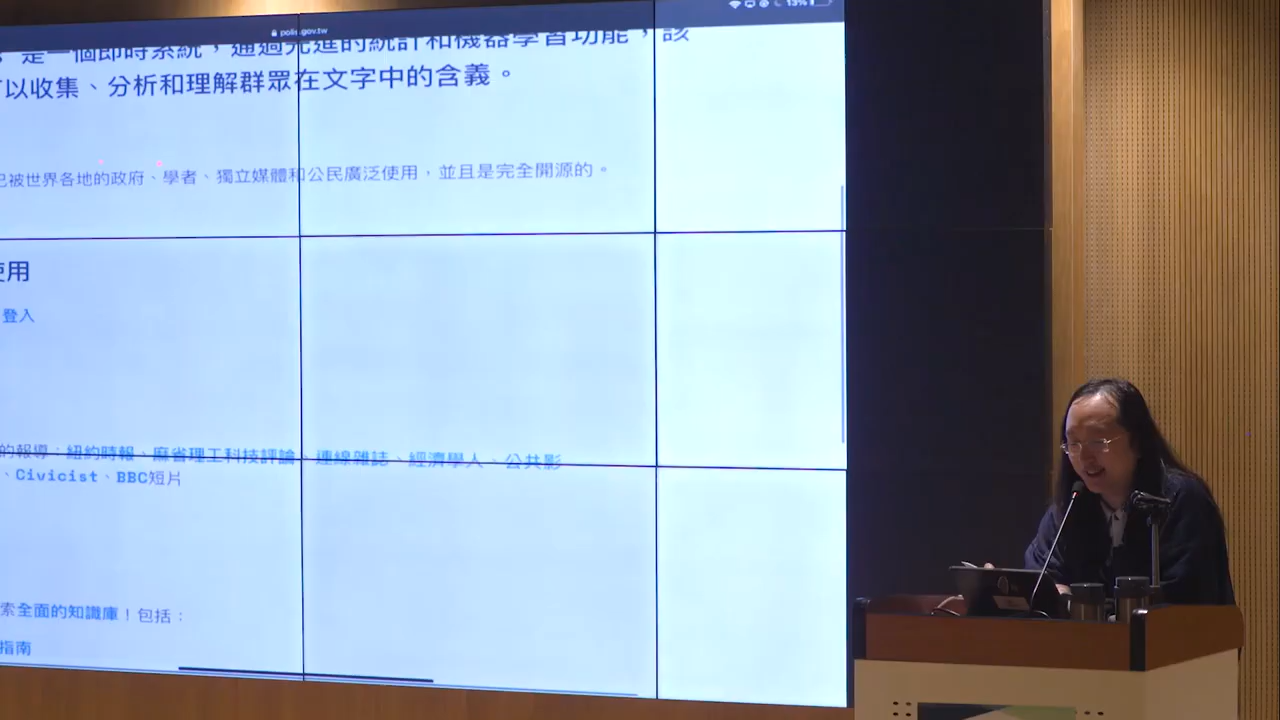 13%
polis.gov.tw
是一個即時系統，通過先進的統計和機器學習功能，該
可以收集、分析和理解群眾在文字中的含義。
已被世界各地的政府、學者、獨立媒體和公民廣泛使用，並且是完全開源的。
使用
登入
的報導：紐約時報、麻省理工科技評論、連線雜誌、經濟學人、公共影
、Civicist、BBC短片
索全面的知識庫！包括：
指南